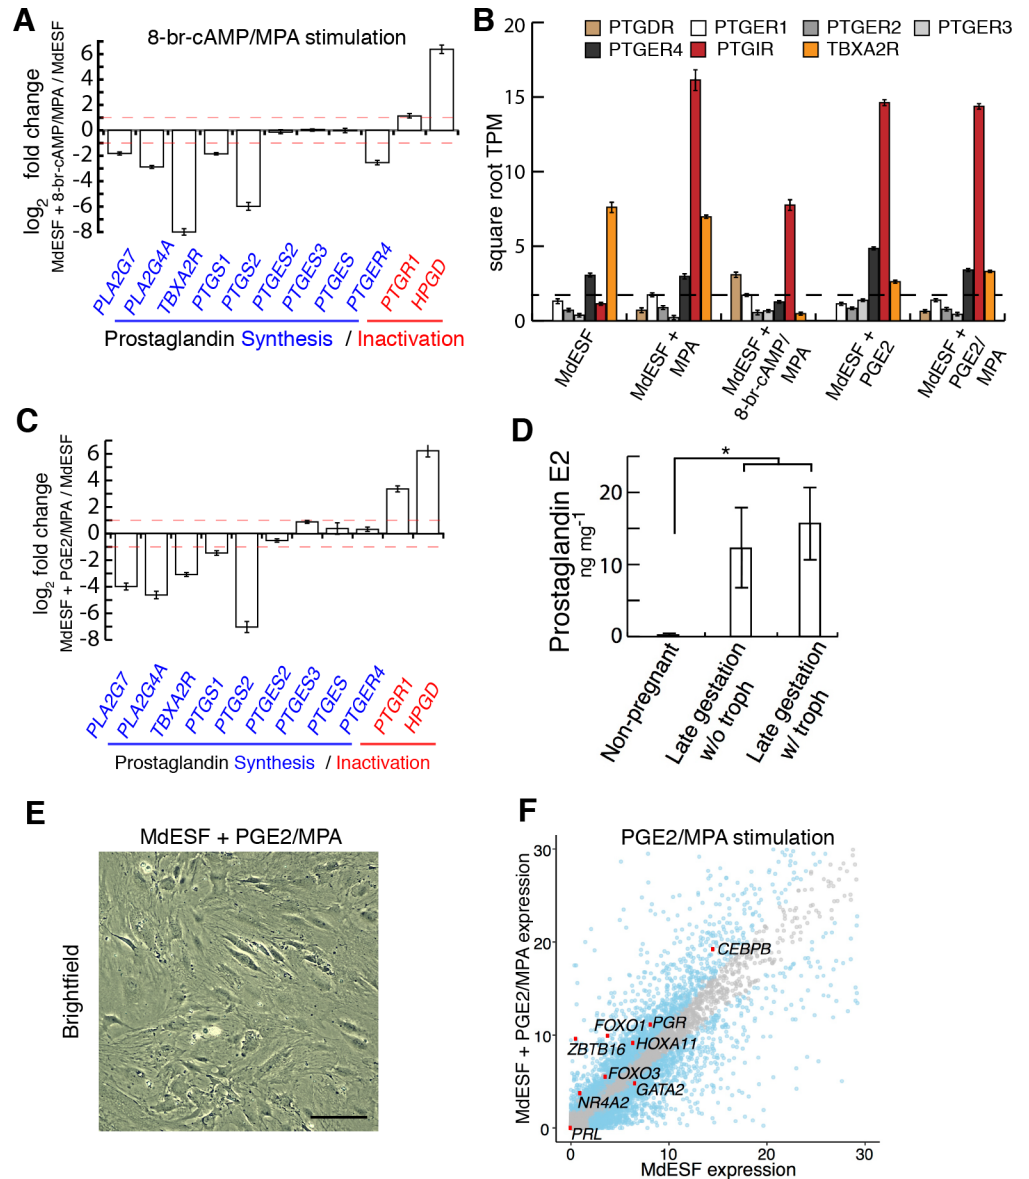 A
8-br-cAMP/MPA stimulation
log2 fold change
MdESF + 8-br-cAMP/MPA / MdESF
6
4
2
0
-2
-4
-6
-8
PLA2G7
PLA2G4A
TBXA2R
PTGS1
PTGS2
PTGES2
PTGES3
PTGES
PTGER4
PTGR1
HPGD
Prostaglandin Synthesis / Inactivation
B
PTGDR PTGER1 PTGER2 PTGER3
PTGER4 PTGIR TBXA2R
square root TPM
20
15
10
5
0
MdESF
MdESF +
MPA
MdESF +
8-br-cAMP/
MPA
MdESF +
PGE2
MdESF +
PGE2/
MPA
C
log2 fold change
MdESF + PGE2/MPA / MdESF
6
4
2
0
-2
-4
-6
-8
PLA2G7
PLA2G4A
TBXA2R
PTGS1
PTGS2
PTGES2
PTGES3
PTGES
PTGER4
PTGR1
HPGD
Prostaglandin Synthesis / Inactivation
D
Prostaglandin E2
ng mg-1
*
20
10
0
Non-pregnant
Late gestation
w/o troph
Late gestation
w/ troph
E
MdESF + PGE2/MPA
Brightfield
F
PGE2/MPA stimulation
MdESF + PGE2/MPA expression
30
20
10
0
CEBPB
FOXO1
PGR
ZBTB16
HOXA11
FOXO3
GATA2
NR4A2
PRL
0
10
20
30
MdESF expression